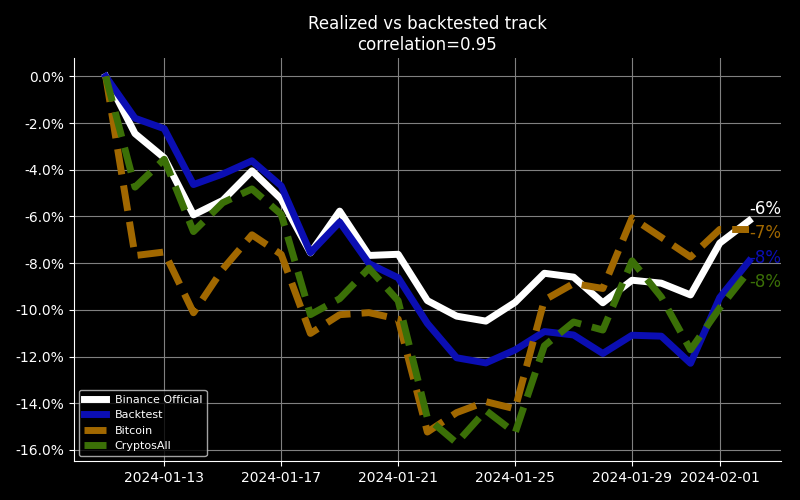 Realized vs backtested track
correlation=0.95
0.0%
-2.0%
-4.0%
-6.0%
-8.0%
-10.0%
-12.0%
-14.0%
-16.0%
-6%
-7%
-8%
-8%
Binance Official
Backtest
Bitcoin
CryptosAll
2024-01-13 2024-01-17 2024-01-21 2024-01-25 2024-01-29 2024-02-01